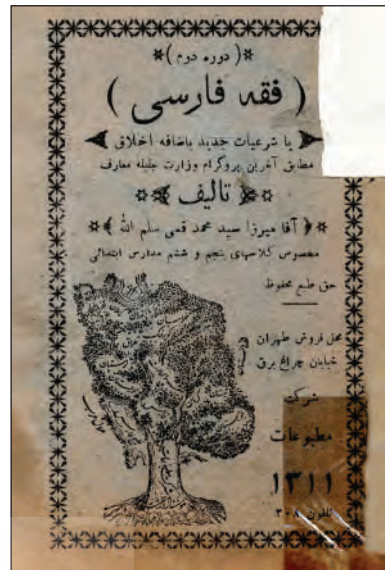 (دوره دوم)
(فقه فارسی)
یا شرعیات جدید باضافه اخلاق
مطابق آخرین پروگرام وزارت جلیله معارف
تالیف
آقا میرزا سید محمد قمی سلم الله
مخصوص کلاسهای پنجم و ششم مدارس ابتدائی
حق طبع محفوظ
محل فروش طهران
خیابان چراغ برق
شرکت
مطبوعات
۱۳۱۱
تلفون